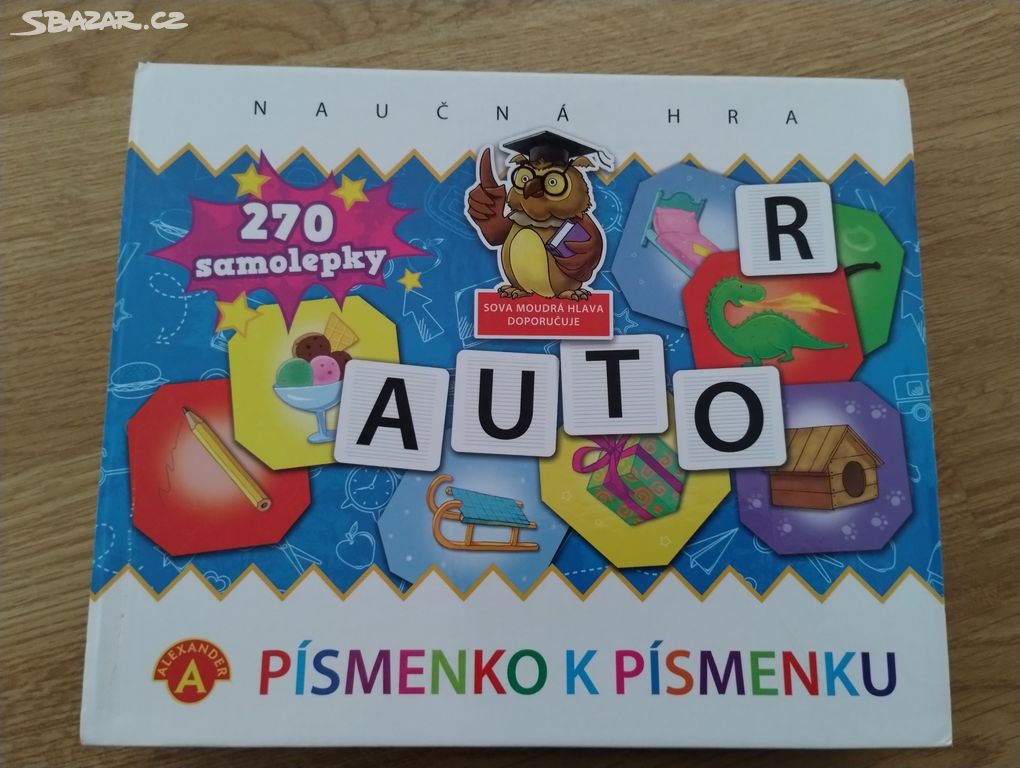 SBAZAR.CZ
NAUČNÁ HRA
270
samolepky
SOVA MOUDRÁ HLAVA
DOPORUČUJE
R
AUTO
ALEXANDER
A
PÍSMENKO K PÍSMENKU